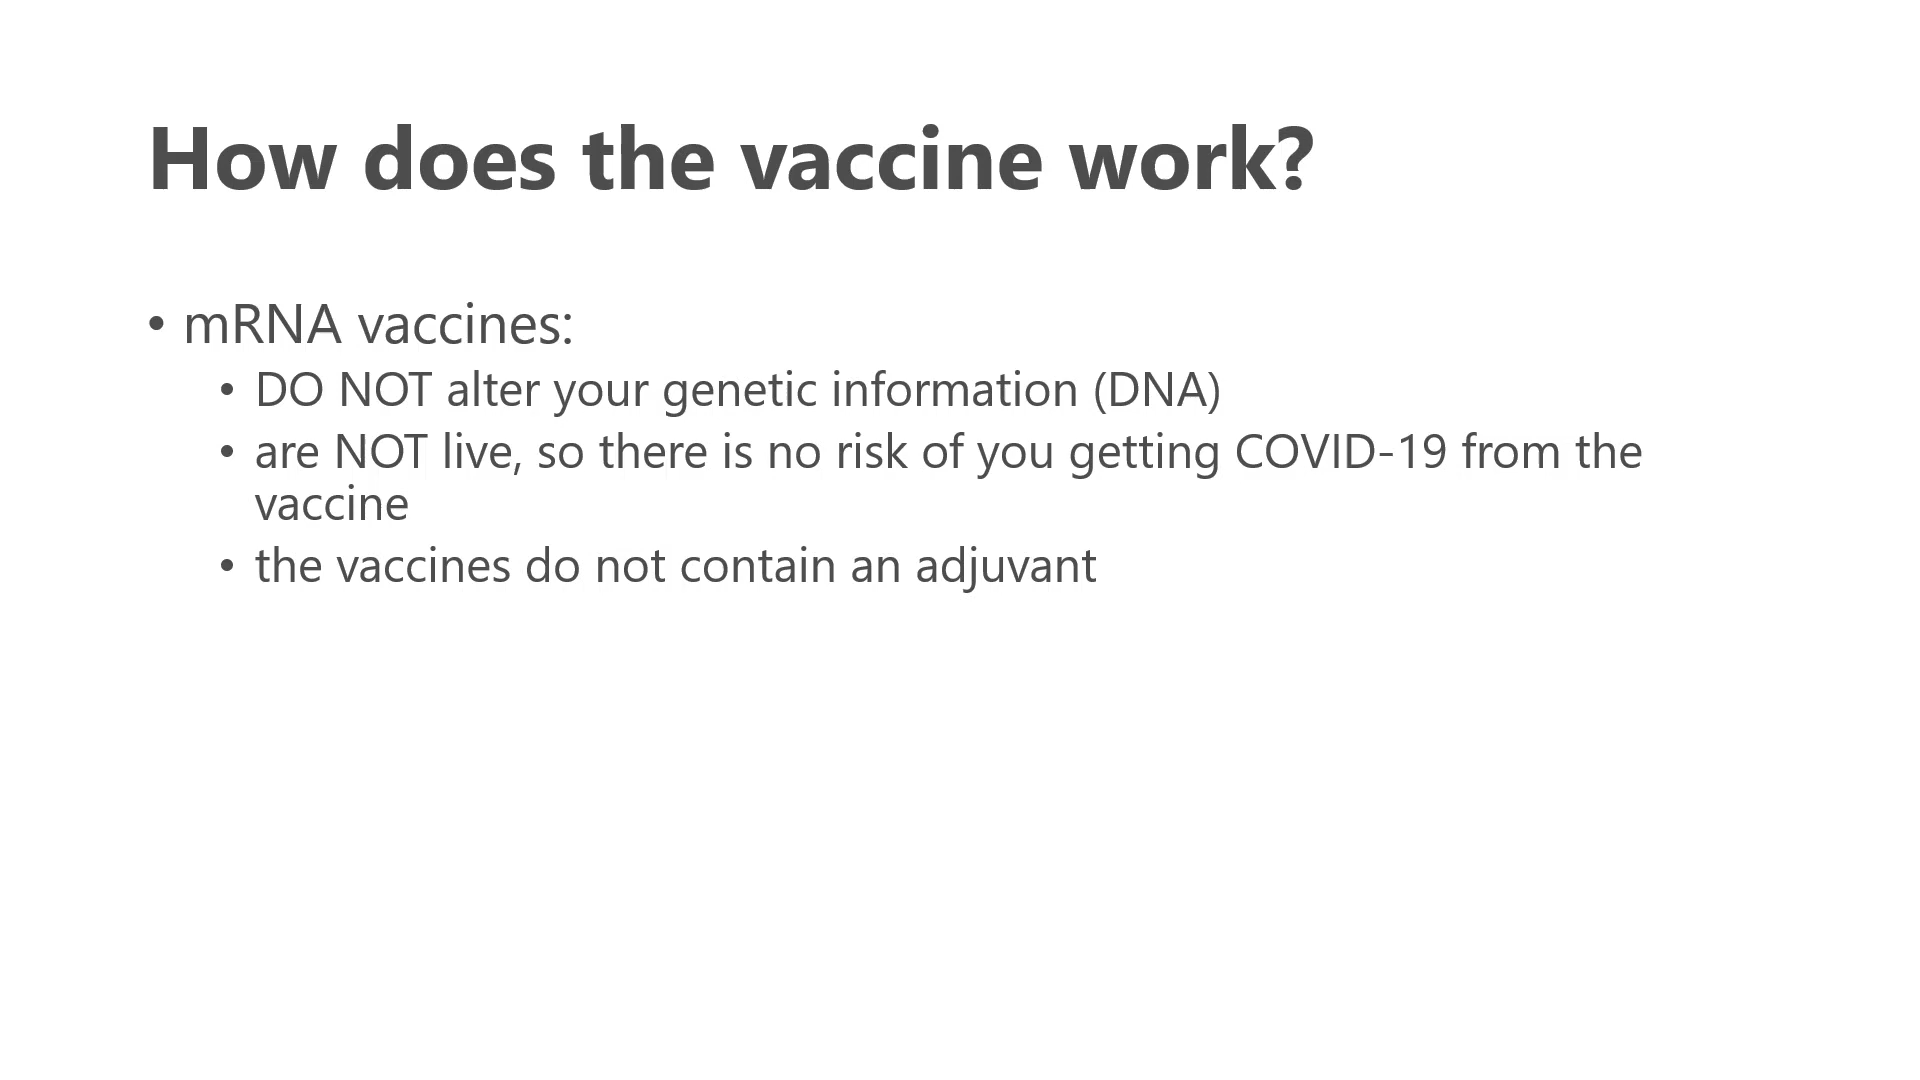 How does the vaccine work?
• mRNA vaccines:
• DO NOT alter your genetic information (DNA)
• are NOT live, so there is no risk of you getting COVID-19 from the
vaccine
• the vaccines do not contain an adjuvant